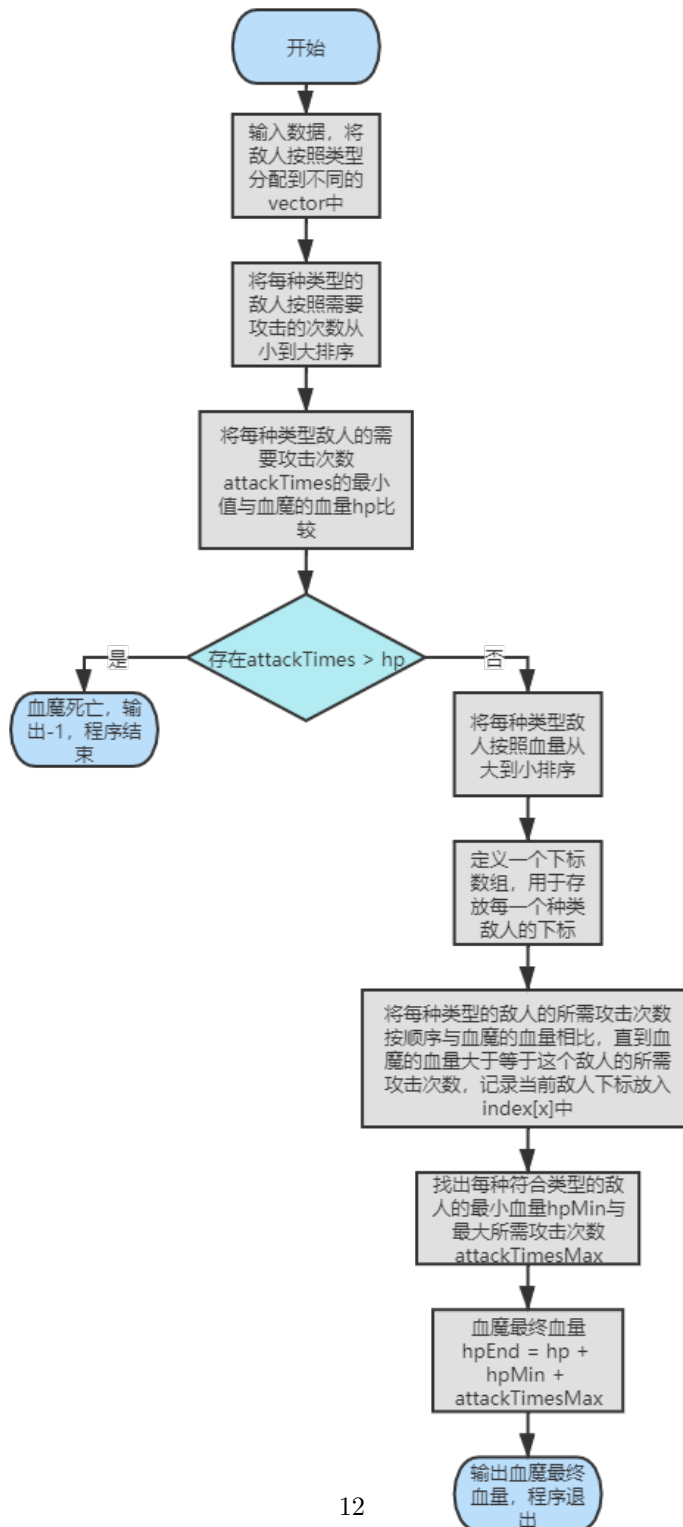 开始
输入数据，将
敌人按照类型
分配到不同的
vector中
将每种类型的
敌人按照需要
攻击的次数从
小到大排序
将每种类型敌人的需
要攻击次数
attackTimes的最小
值与血魔的血量hp比
较
存在attackTimes > hp
是
否
血魔死亡，输
出-1，程序结
束
将每种类型敌
人按照血量从
大到小排序
定义一个下标
数组，用于存
放每一个种类
敌人的下标
将每种类型的敌人的所需攻击次数
按顺序与血魔的血量相比，直到血
魔的血量大于等于这个敌人的所需
攻击次数，记录当前敌人下标放入
index[x]中
找出每种符合类型的敌
人的最小血量hpMin与
最大所需攻击次数
attackTimesMax
血魔最终血量
hpEnd = hp +
hpMin +
attackTimesMax
输出血魔最终
血量，程序退
出
12